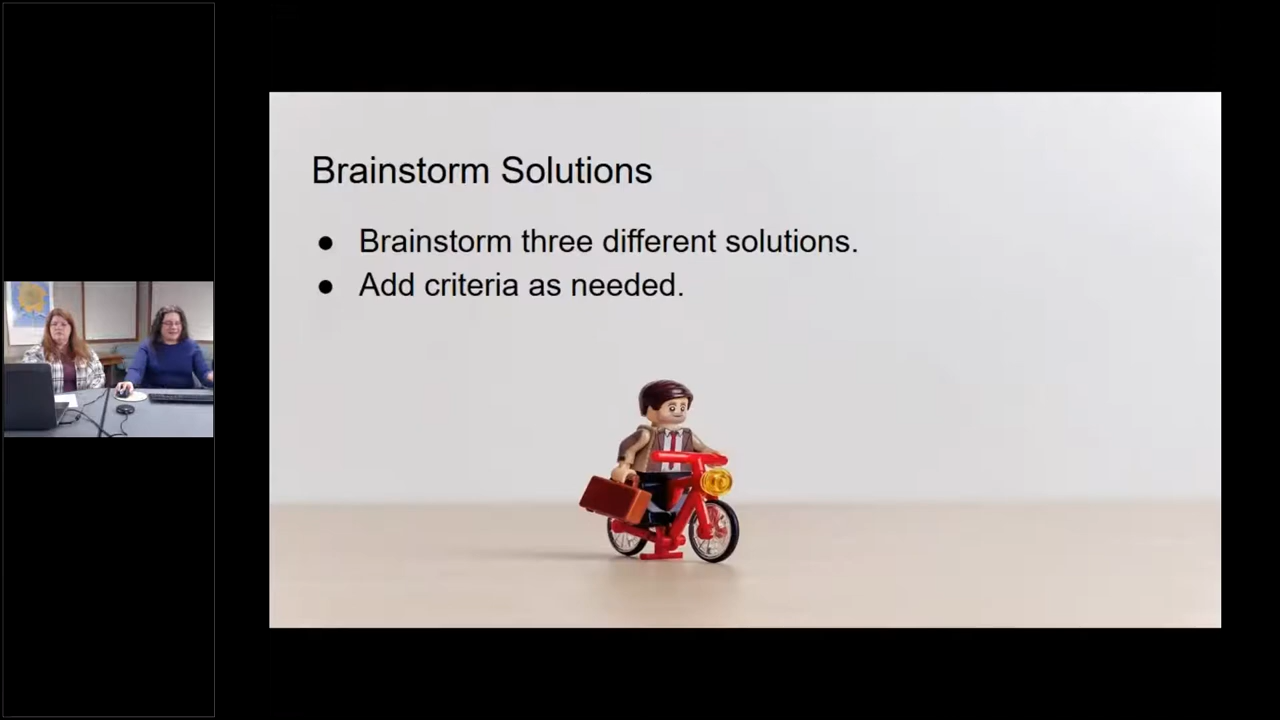 Brainstorm Solutions
● Brainstorm three different solutions.
● Add criteria as needed.